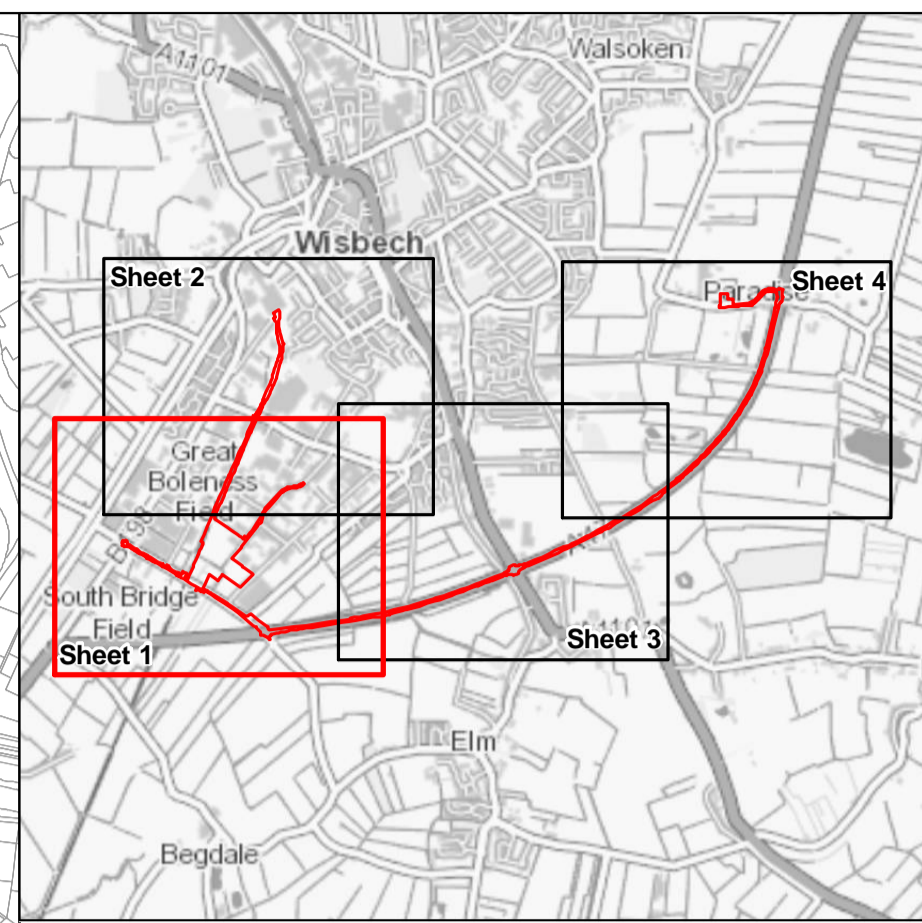 A1101
Walsoken
Wisbech
Sheet 2
Paradise
Sheet 4
Great
Boleness
Field
South Bridge
Field
Sheet 1
Sheet 3
Elm
Begdale